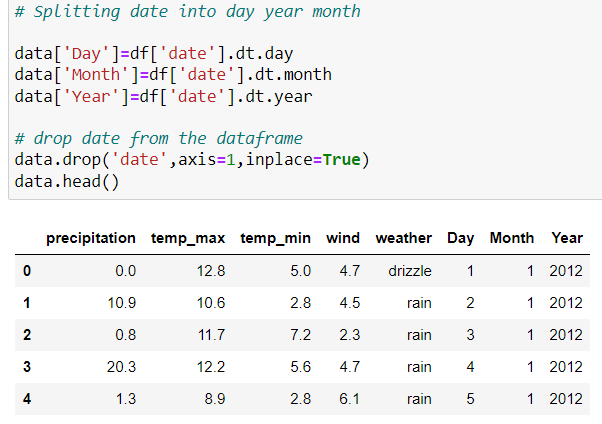 # Splitting date into day year month
data['Day']=df['date'].dt.day
data['Month']=df['date'].dt.month
data['Year']=df['date'].dt.year
# drop date from the dataframe
data.drop('date',axis=1,inplace=True)
data.head()
precipitation temp_max temp_min wind weather Day Month Year
0 0.0 12.8 5.0 4.7 drizzle 1 1 2012
1 10.9 10.6 2.8 4.5 rain 2 1 2012
2 0.8 11.7 7.2 2.3 rain 3 1 2012
3 20.3 12.2 5.6 4.7 rain 4 1 2012
4 1.3 8.9 2.8 6.1 rain 5 1 2012